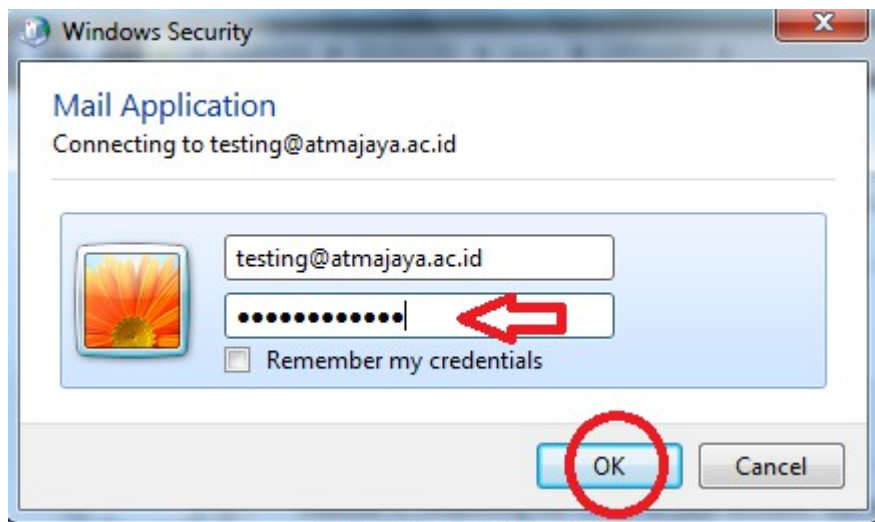 Windows Security
Mail Application
Connecting to testing@atmajaya.ac.id
testing@atmajaya.ac.id
●●●●●●●●●●●●
Remember my credentials
OK
Cancel